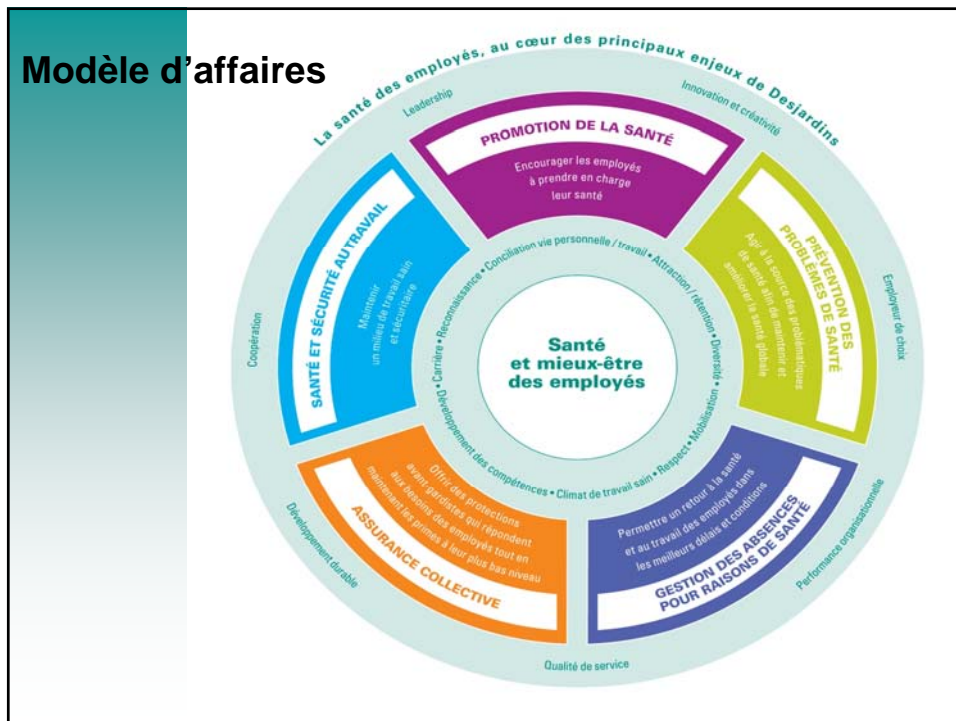 Modèle d'affaires
La santé des employés, au cœur des principaux enjeux de Desjardins
Leadership
Innovation et créativité
Employeur de choix
Performance organisationnelle
Qualité de service
Développement durable
Coopération
PROMOTION DE LA SANTÉ
Encourager les employés
à prendre en charge
leur santé
PRÉVENTION DES
PROBLÈMES DE SANTÉ
Agir à la source des problématiques
de santé afin de maintenir et
améliorer la santé globale
GESTION DES ABSENCES
POUR RAISONS DE SANTÉ
Permettre un retour à la santé
et au travail des employés dans
les meilleurs délais et conditions
ASSURANCE COLLECTIVE
Offrir des protections
avant-gardistes qui répondent
aux besoins des employés tout en
maintenant les primes à leur plus bas niveau
SANTÉ ET SÉCURITÉ AU TRAVAIL
Maintenir
un milieu de travail sain
et sécuritaire
• Reconnaissance • Conciliation vie personnelle / travail • Attraction / rétention • Diversité • Mobilisation • Respect • Climat de travail sain • Développement des compétences • Carrière
Santé
et mieux-être
des employés